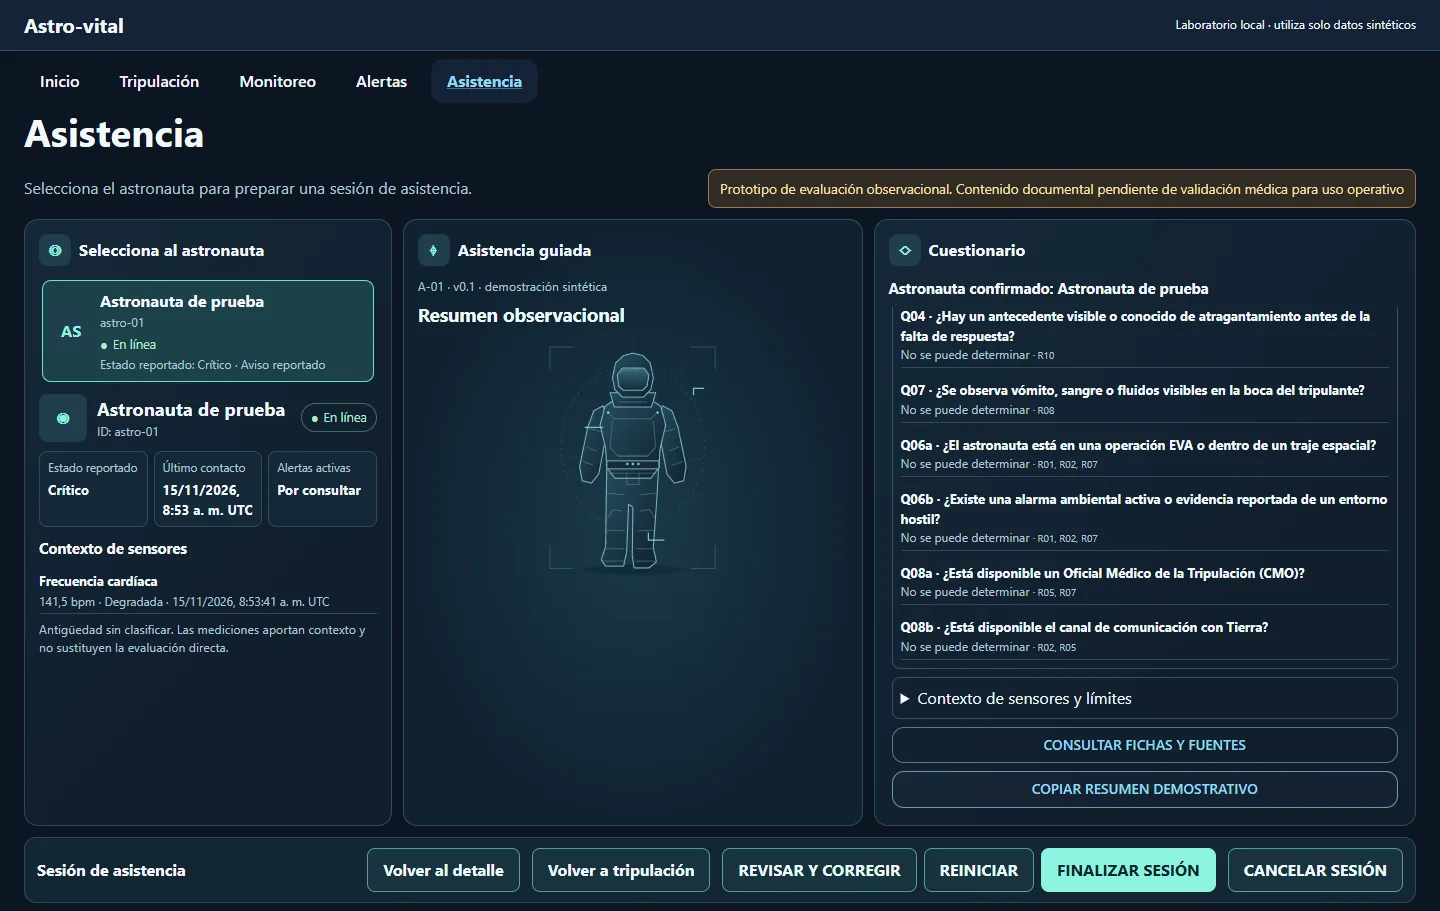 Astro-vital
Laboratorio local · utiliza solo datos sintéticos
Inicio
Tripulación
Monitoreo
Alertas
Asistencia
Asistencia
Selecciona el astronauta para preparar una sesión de asistencia.
Prototipo de evaluación observacional. Contenido documental pendiente de validación médica para uso operativo
Selecciona al astronauta
AS
Astronauta de prueba
astro-01
En línea
Estado reportado: Crítico · Aviso reportado
Astronauta de prueba
ID: astro-01
En línea
Estado reportado
Crítico
Último contacto
15/11/2026,
8:53 a. m. UTC
Alertas activas
Por consultar
Contexto de sensores
Frecuencia cardíaca
141,5 bpm · Degradada · 15/11/2026, 8:53:41 a. m. UTC
Antigüedad sin clasificar. Las mediciones aportan contexto y
no sustituyen la evaluación directa.
Asistencia guiada
A-01 · v0.1 · demostración sintética
Resumen observacional
Cuestionario
Astronauta confirmado: Astronauta de prueba
Q04 · ¿Hay un antecedente visible o conocido de atragantamiento antes de la
falta de respuesta?
No se puede determinar · R10
Q07 · ¿Se observa vómito, sangre o fluidos visibles en la boca del tripulante?
No se puede determinar · R08
Q06a · ¿El astronauta está en una operación EVA o dentro de un traje espacial?
No se puede determinar · R01, R02, R07
Q06b · ¿Existe una alarma ambiental activa o evidencia reportada de un entorno
hostil?
No se puede determinar · R01, R02, R07
Q08a · ¿Está disponible un Oficial Médico de la Tripulación (CMO)?
No se puede determinar · R05, R07
Q08b · ¿Está disponible el canal de comunicación con Tierra?
No se puede determinar · R02, R05
Contexto de sensores y límites
CONSULTAR FICHAS Y FUENTES
COPIAR RESUMEN DEMOSTRATIVO
Sesión de asistencia
Volver al detalle
Volver a tripulación
REVISAR Y CORREGIR
REINICIAR
FINALIZAR SESIÓN
CANCELAR SESIÓN